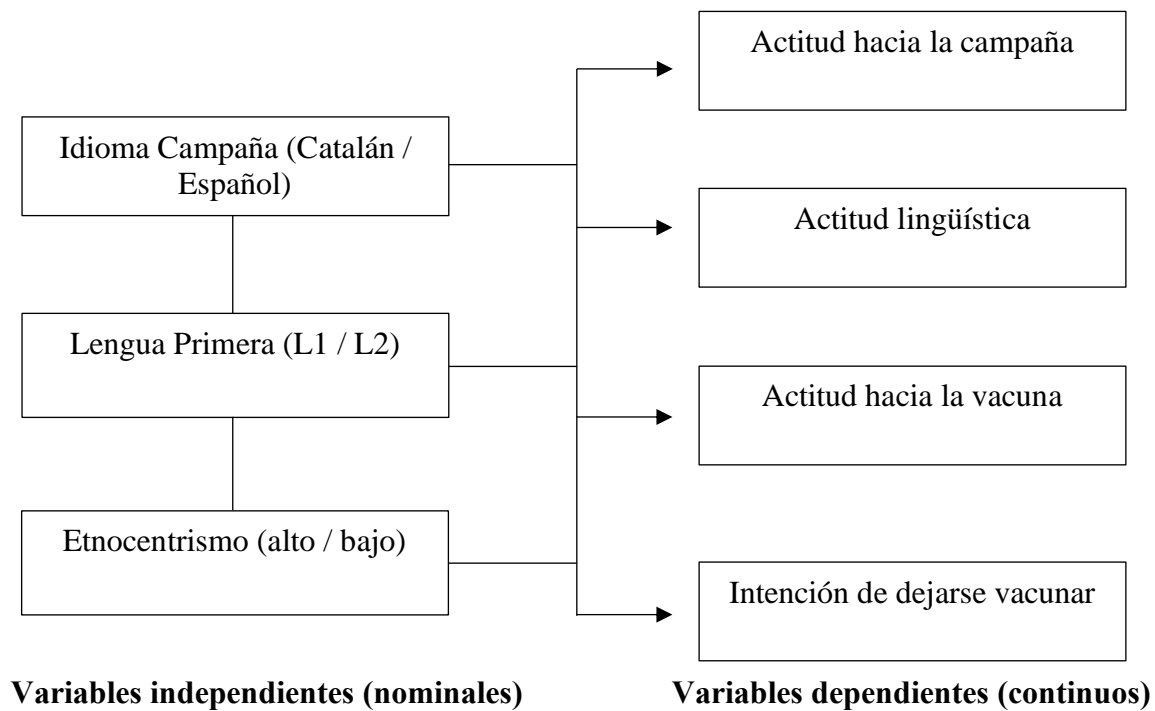 Actitud hacia la campaña
Idioma Campaña (Catalán /
Español)
Actitud lingüística
Lengua Primera (L1 / L2)
Actitud hacia la vacuna
Etnocentrismo (alto / bajo)
Intención de dejarse vacunar
Variables independientes (nominales)
Variables dependientes (continuos)